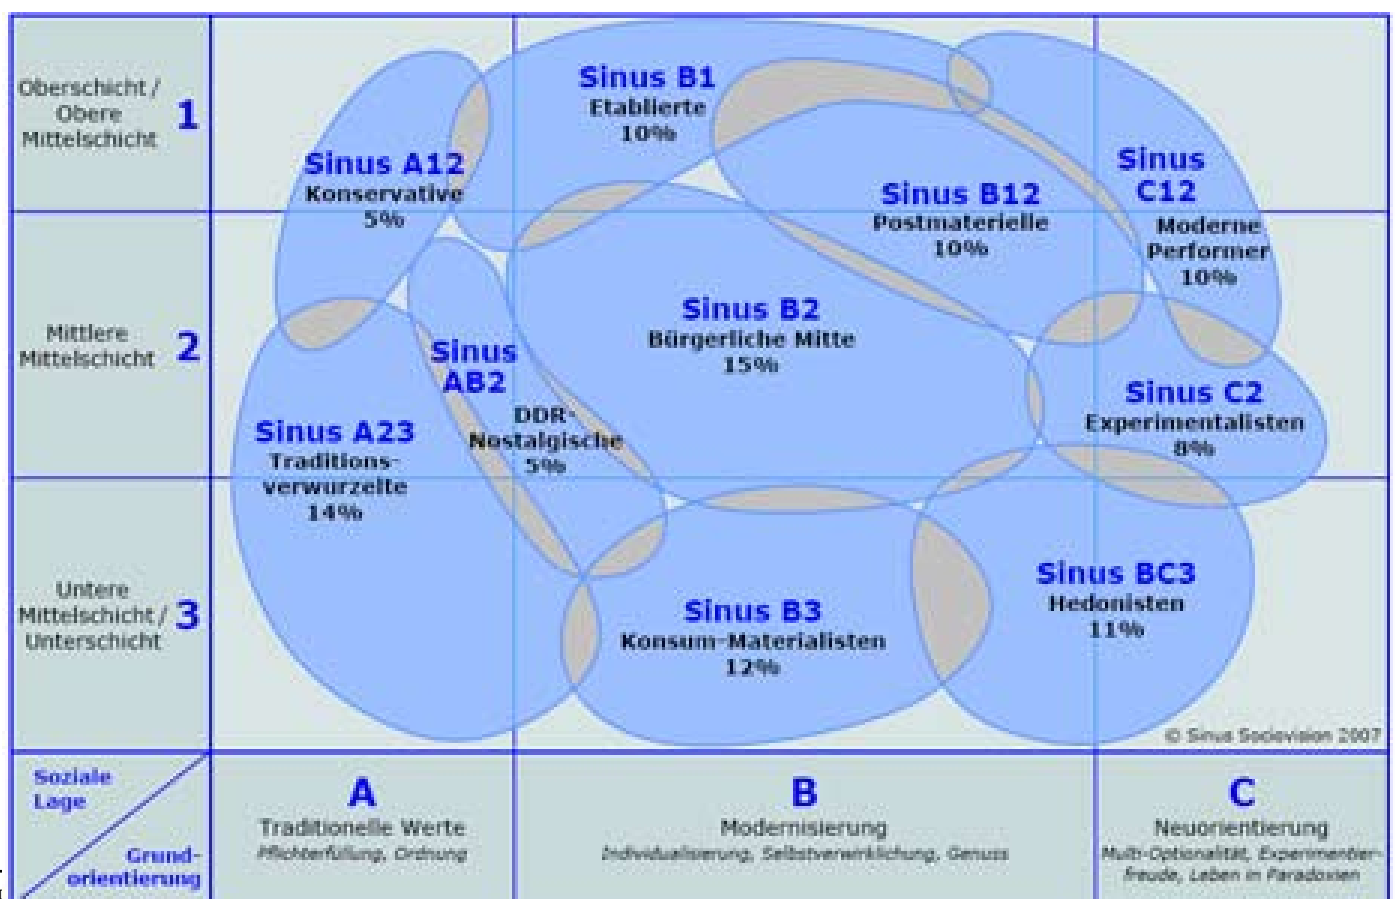 Oberschicht /
Obere
Mittelschicht
1
Sinus B1
Etablierte
10%
Sinus A12
Konservative
5%
Sinus B12
Postmaterielle
10%
Sinus
C12
Moderne
Performer
10%
Mittlere
Mittelschicht
2
Sinus B2
Bürgerliche Mitte
15%
Sinus
AB2
DDR-
Nostalgische
5%
Sinus A23
Traditions-
verwurzelte
14%
Sinus C2
Experimentalisten
8%
Untere
Mittelschicht /
Unterschicht
3
Sinus B3
Konsum-Materialisten
12%
Sinus BC3
Hedonisten
11%
© Sinus Sociovision 2007
Soziale
Lage
Grund-
orientierung
A
Traditionelle Werte
Pflichterfüllung, Ordnung
B
Modernisierung
Individualisierung, Selbstverwirklichung, Genuss
C
Neuorientierung
Multi-Optionalität, Experimentier-
freude, Leben in Paradoxien